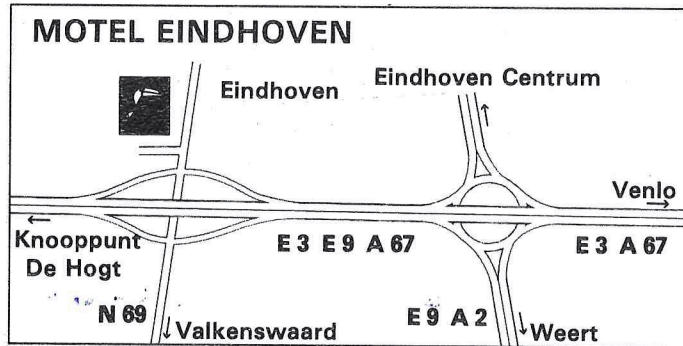 MOTEL EINDHOVEN
Eindhoven
Eindhoven Centrum
Venlo
Knooppunt
De Hogt
E 3 E 9 A 67
E 3 A 67
N 69
Valkenswaard
E 9 A 2
Weert